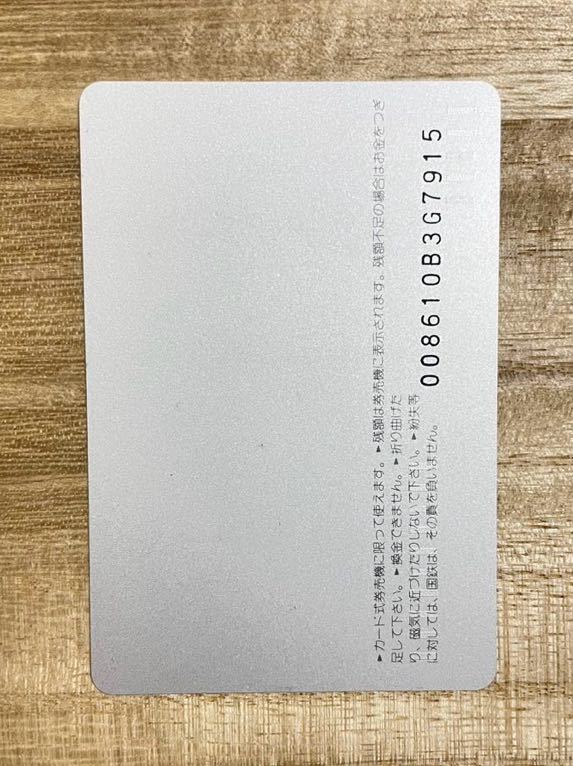 ▶カード式券売機に限って使えます。▶残額は券売機に表示されます。残額不足の場合はお金をつぎ
足して下さい。▶換金できません。▶折り曲げた
り、磁気に近づけたりしないで下さい。▶紛失等
に対しては、国鉄は、その責を負いません。
008610B3G7915